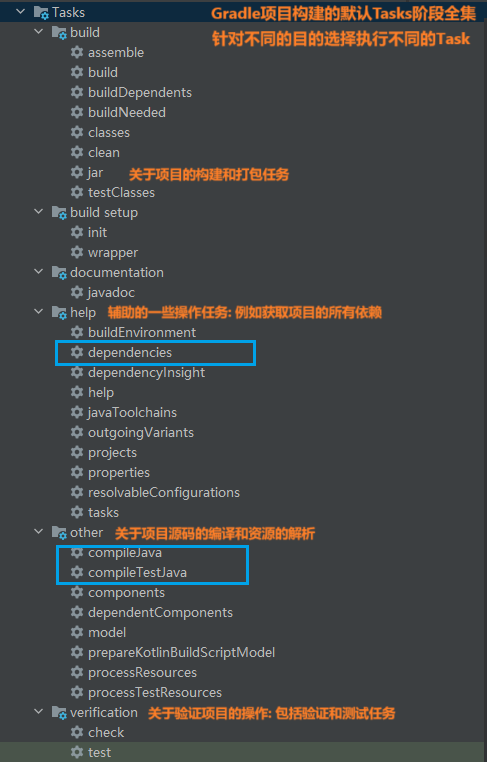 Tasks Gradle项目构建的默认Tasks阶段全集
build 针对不同的目的选择执行不同的Task
assemble
build
buildDependents
buildNeeded
classes
clean
jar 关于项目的构建和打包任务
testClasses
build setup
init
wrapper
documentation
javadoc
help 辅助的一些操作任务: 例如获取项目的所有依赖
buildEnvironment
dependencies
dependencyInsight
help
javaToolchains
outgoingVariants
projects
properties
resolvableConfigurations
tasks
other 关于项目源码的编译和资源的解析
compileJava
compileTestJava
components
dependentComponents
model
prepareKotlinBuildScriptModel
processResources
processTestResources
verification 关于验证项目的操作: 包括验证和测试任务
check
test